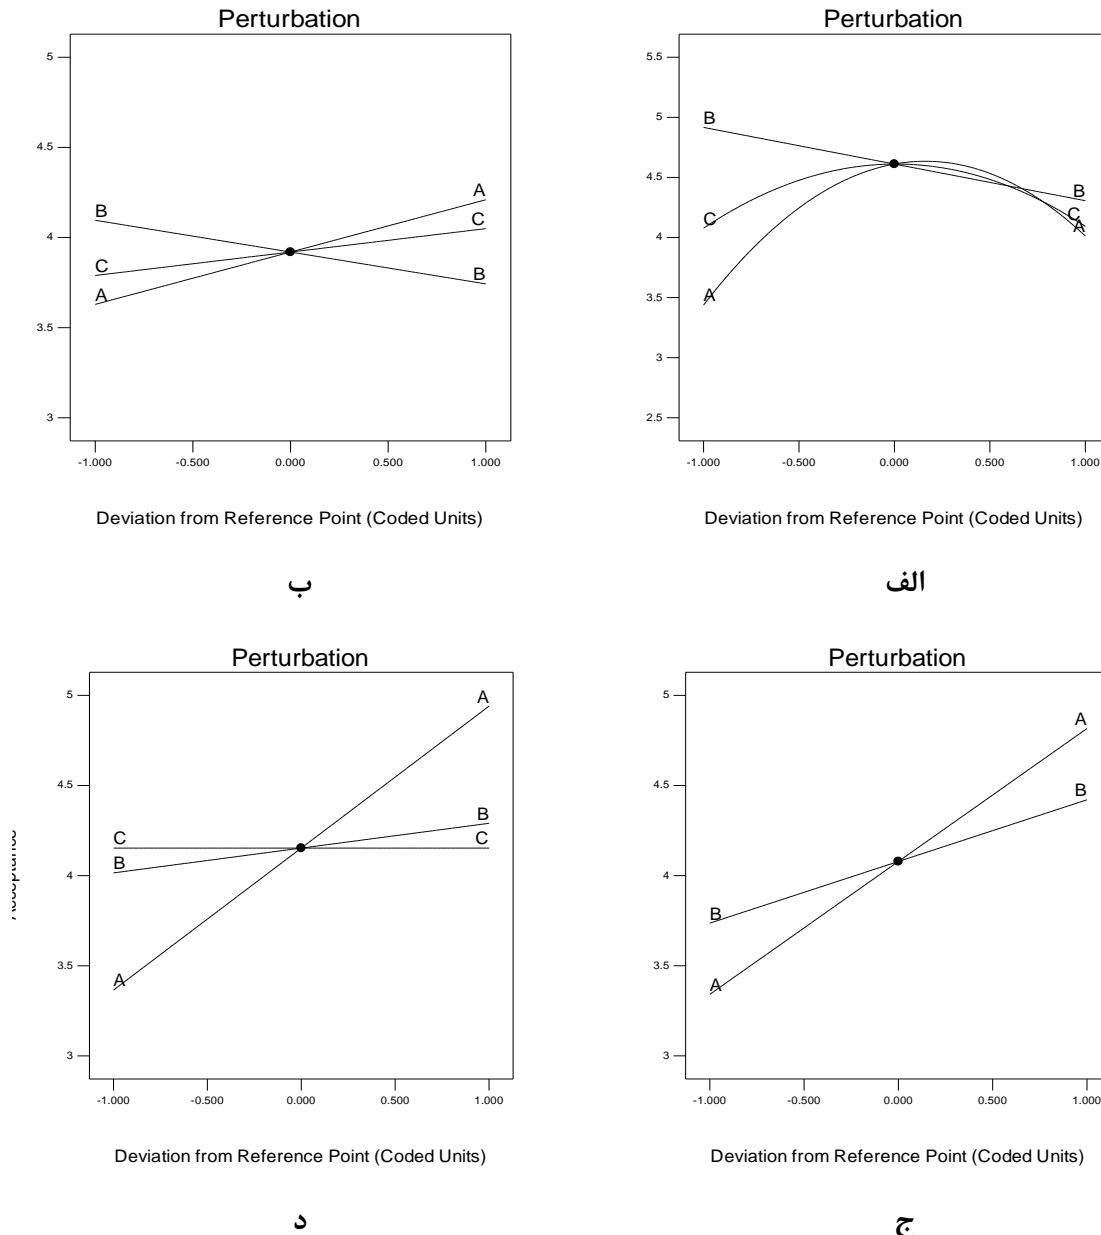 Perturbation
5
4.5
4
3.5
3
B
C
A
A
C
B
-1.000 -0.500 0.000 0.500 1.000
Deviation from Reference Point (Coded Units)
ب
Perturbation
5.5
5
4.5
4
3.5
3
2.5
B
C
A
B
C
A
-1.000 -0.500 0.000 0.500 1.000
Deviation from Reference Point (Coded Units)
الف
Perturbation
5
4.5
4
3.5
3
C
B
A
A
B
C
-1.000 -0.500 0.000 0.500 1.000
Deviation from Reference Point (Coded Units)
د
Perturbation
5
4.5
4
3.5
3
B
A
A
B
-1.000 -0.500 0.000 0.500 1.000
Deviation from Reference Point (Coded Units)
ج